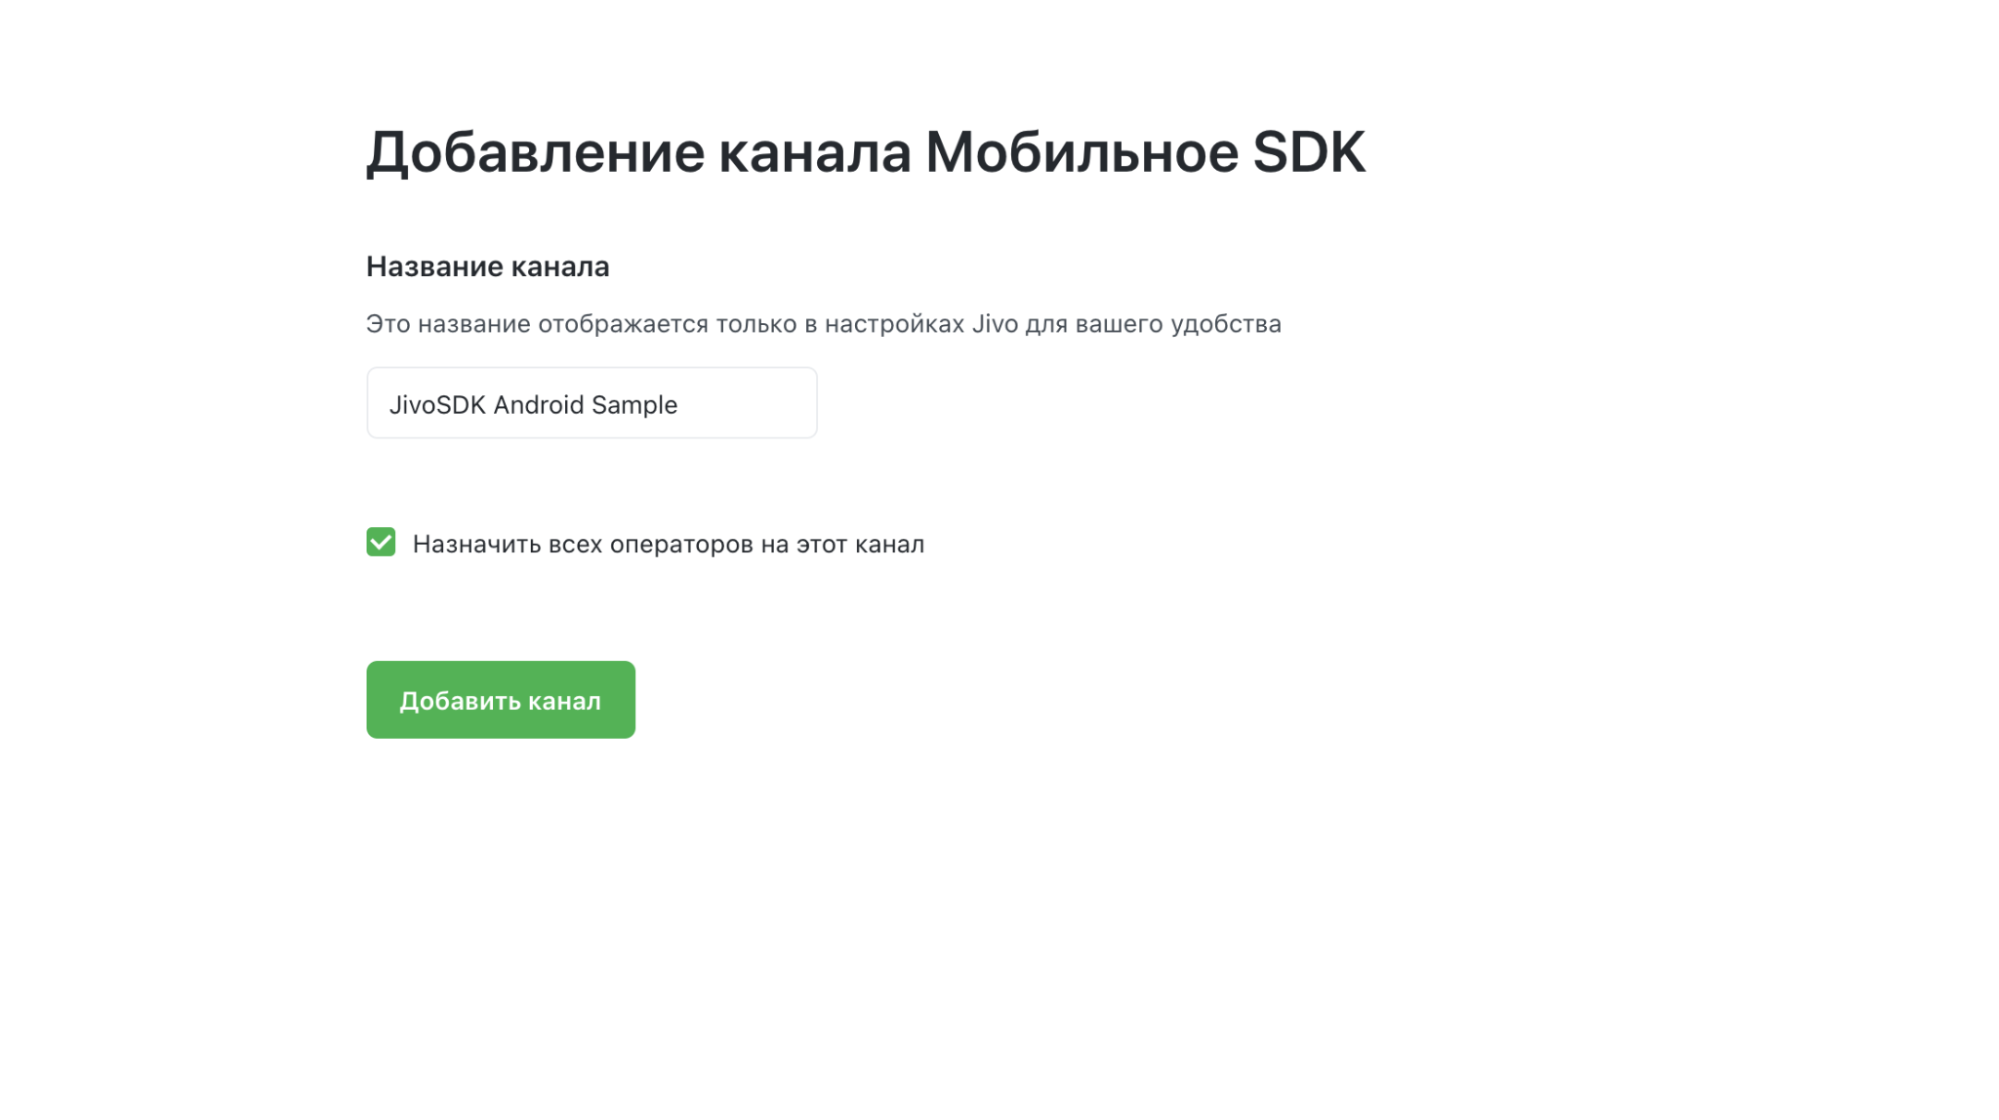 Добавление канала Мобильное SDK
Название канала
Это название отображается только в настройках Jivo для вашего удобства
JivoSDK Android Sample
Назначить всех операторов на этот канал
Добавить канал